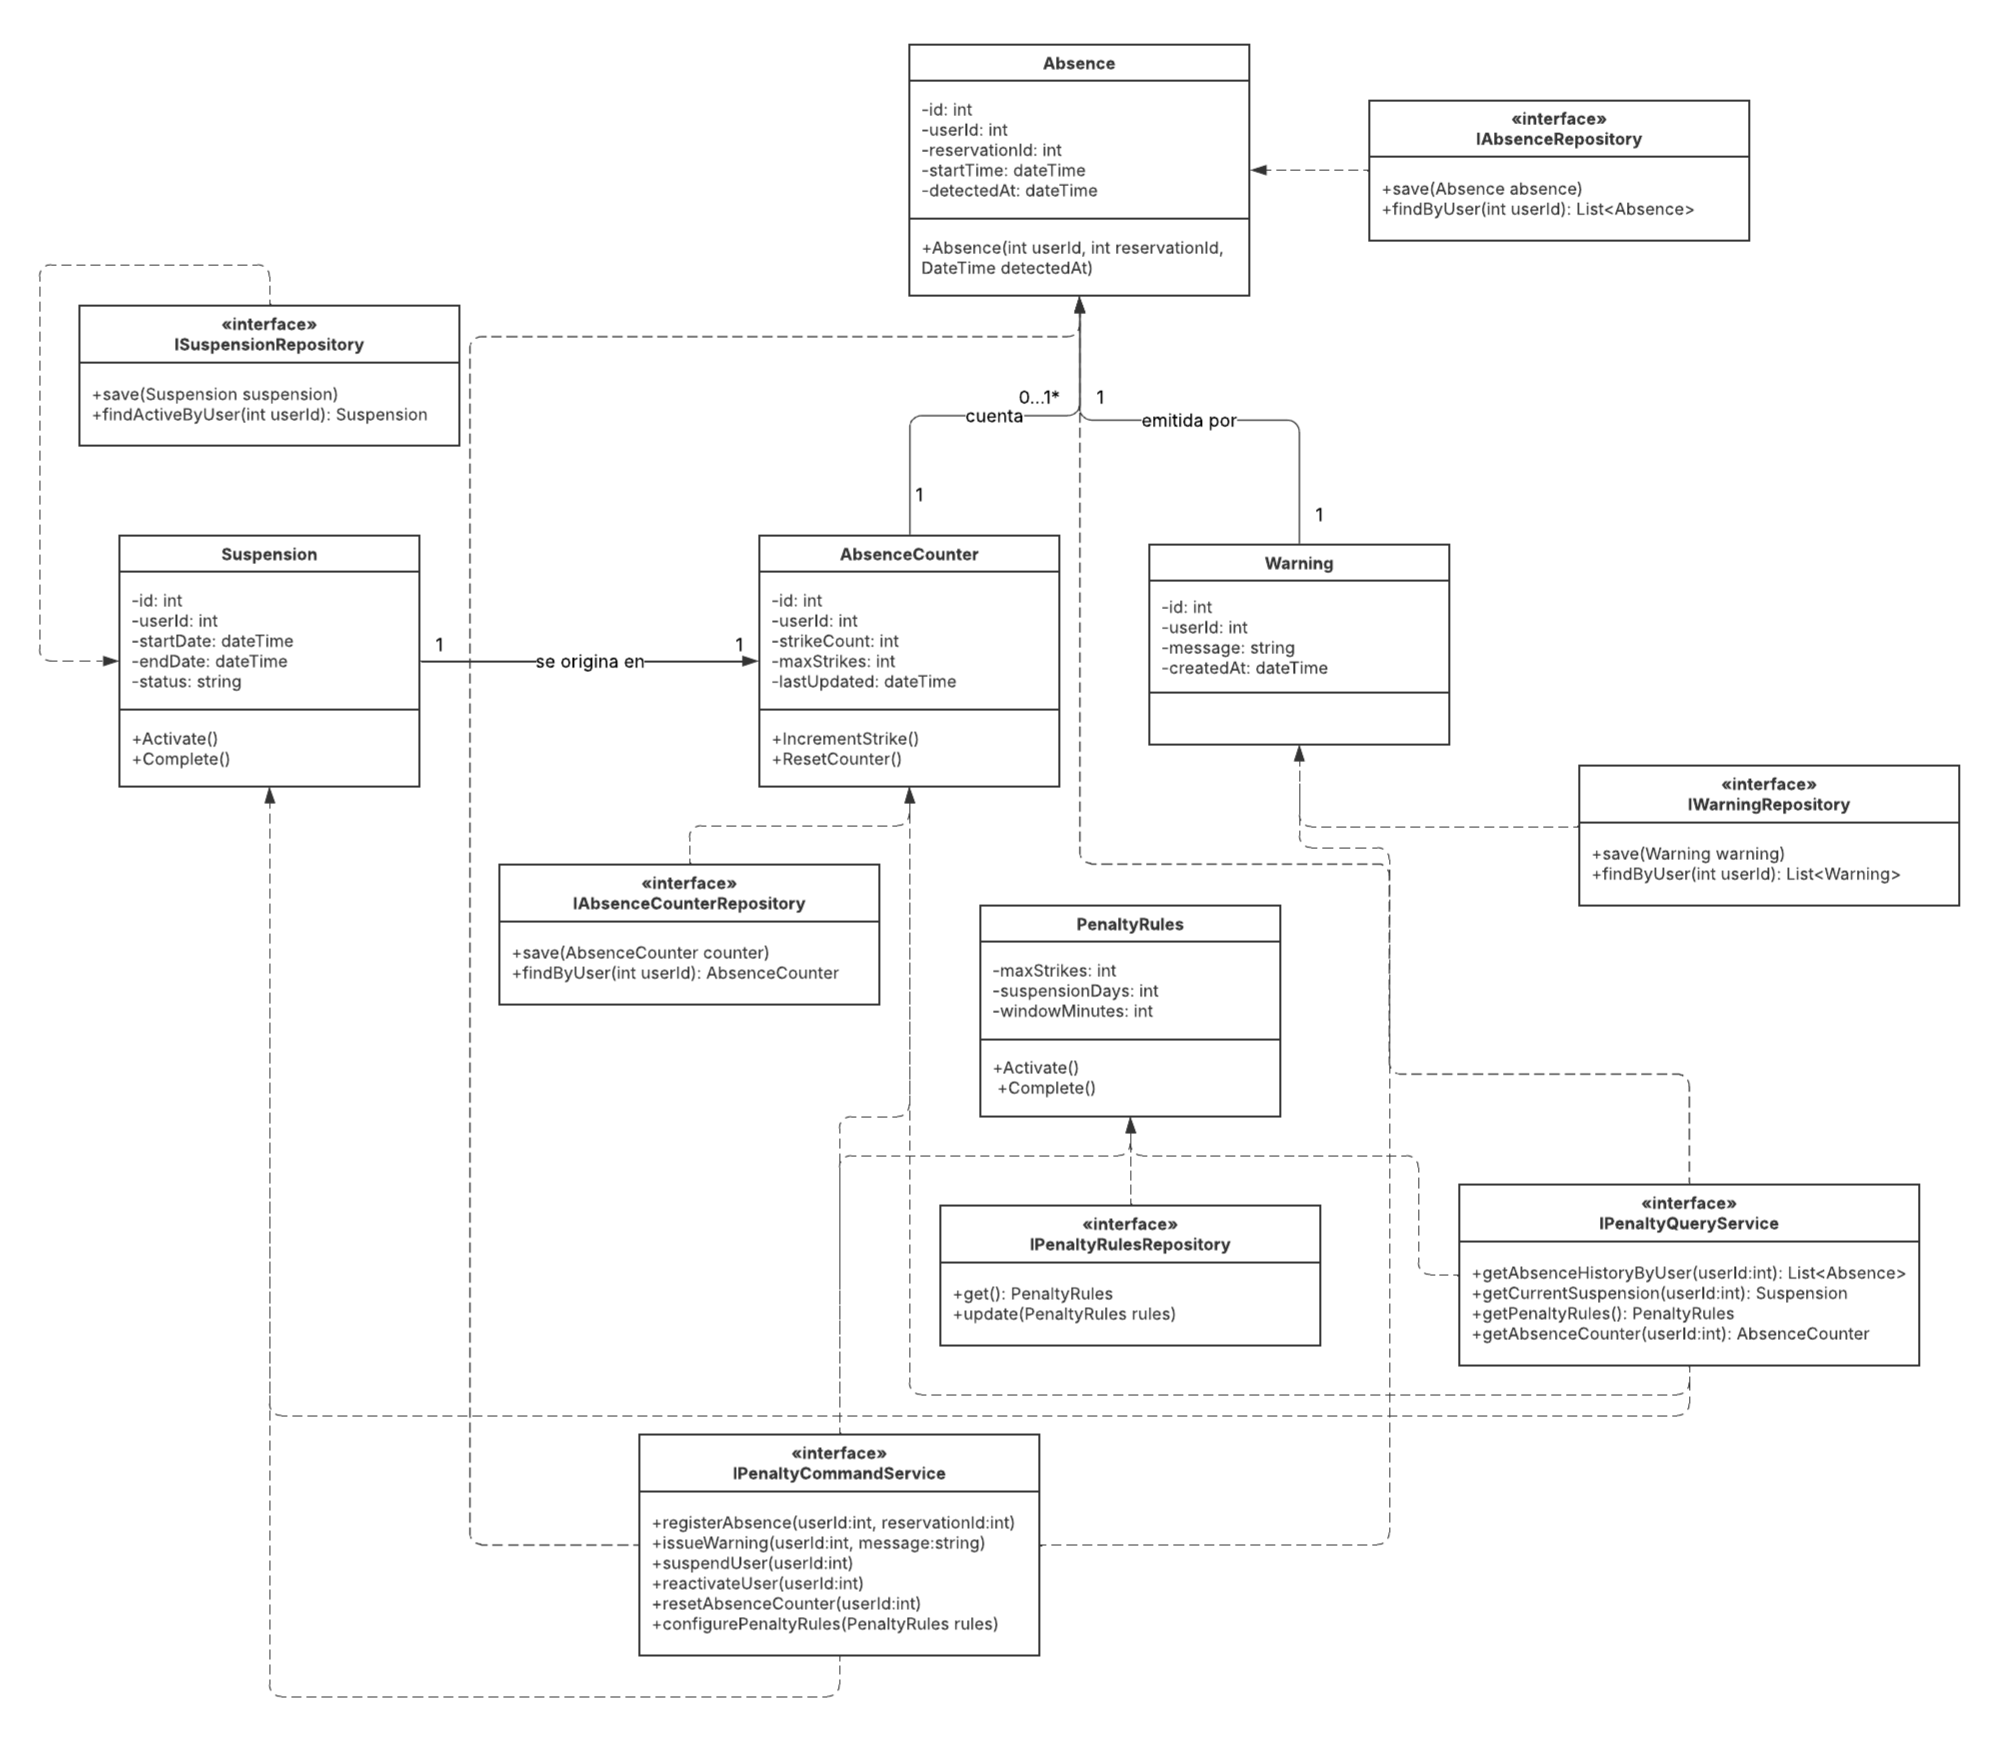 Absence
-id: int
-userId: int
-reservationId: int
-startTime: dateTime
-detectedAt: dateTime
+Absence(int userId, int reservationId,
DateTime detectedAt)
«interface»
IAbsenceRepository
+save(Absence absence)
+findByUser(int userId): List<Absence>
«interface»
ISuspensionRepository
+save(Suspension suspension)
+findActiveByUser(int userId): Suspension
0...1*
1
cuenta
emitida por
1
1
Suspension
-id: int
-userId: int
-startDate: dateTime
-endDate: dateTime
-status: string
+Activate()
+Complete()
1
se origina en
1
AbsenceCounter
-id: int
-userId: int
-strikeCount: int
-maxStrikes: int
-lastUpdated: dateTime
+IncrementStrike()
+ResetCounter()
Warning
-id: int
-userId: int
-message: string
-createdAt: dateTime
«interface»
IWarningRepository
+save(Warning warning)
+findByUser(int userId): List<Warning>
«interface»
IAbsenceCounterRepository
+save(AbsenceCounter counter)
+findByUser(int userId): AbsenceCounter
PenaltyRules
-maxStrikes: int
-suspensionDays: int
-windowMinutes: int
+Activate()
+Complete()
«interface»
IPenaltyRulesRepository
+get(): PenaltyRules
+update(PenaltyRules rules)
«interface»
IPenaltyQueryService
+getAbsenceHistoryByUser(userId:int): List<Absence>
+getCurrentSuspension(userId:int): Suspension
+getPenaltyRules(): PenaltyRules
+getAbsenceCounter(userId:int): AbsenceCounter
«interface»
IPenaltyCommandService
+registerAbsence(userId:int, reservationId:int)
+issueWarning(userId:int, message:string)
+suspendUser(userId:int)
+reactivateUser(userId:int)
+resetAbsenceCounter(userId:int)
+configurePenaltyRules(PenaltyRules rules)